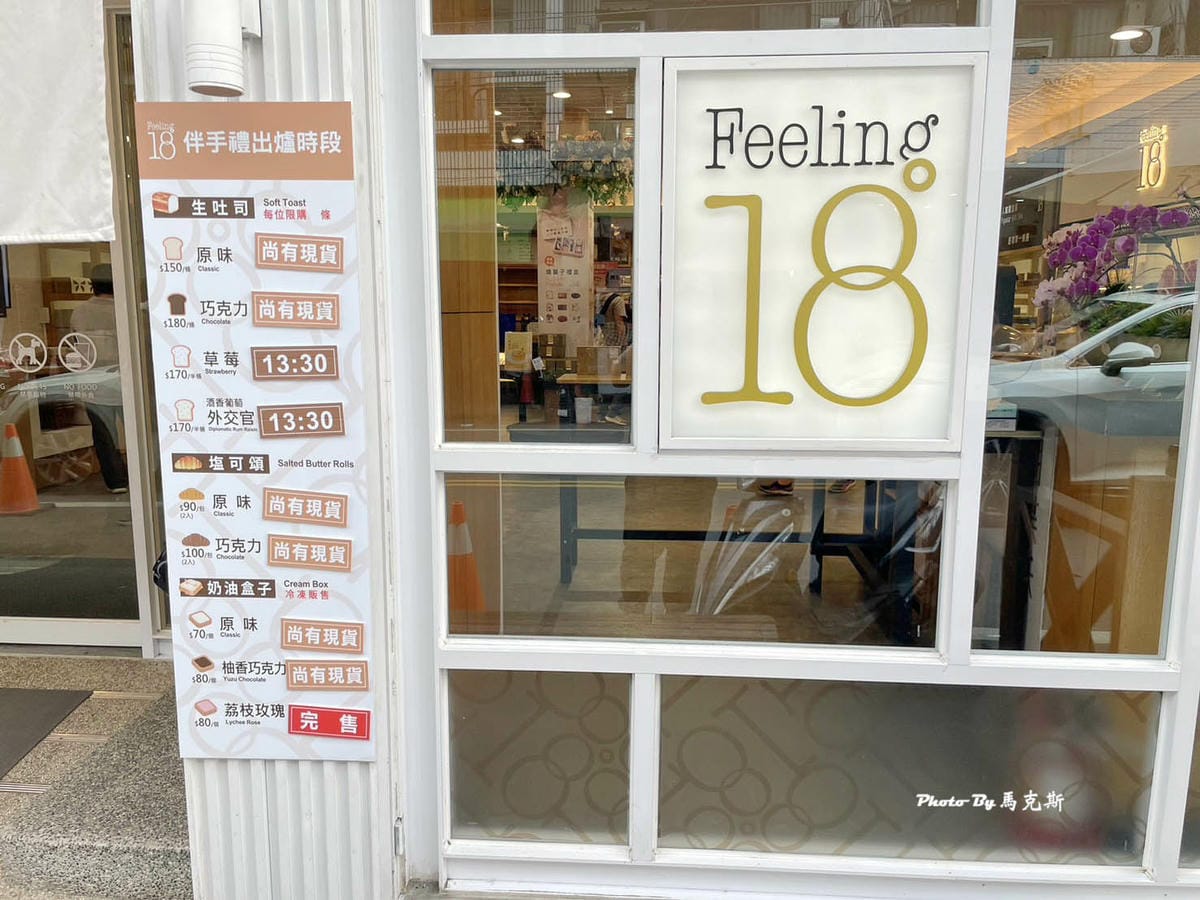 Feeling
18 伴手禮出爐時段
生吐司 Soft Toast
每位限購 條
原味 Classic $150/條 尚有現貨
巧克力 Chocolate $180/條 尚有現貨
草莓 Strawberry $170/半條 13:30
酒香葡萄
外交官 Diplomatic Rum Raisin $170/半條 13:30
塩可頌 Salted Butter Rolls
原味 Classic $90/包 (2入) 尚有現貨
巧克力 Chocolate $100/包 (2入) 尚有現貨
奶油盒子 Cream Box
冷凍販售
原味 Classic $70/個 尚有現貨
柚香巧克力 Yuzu Chocolate $80/個 尚有現貨
荔枝玫瑰 Lychee Rose $80/個 完售
Feeling
18°
Feeling
18
NO FOOD
Photo By 馬克斯